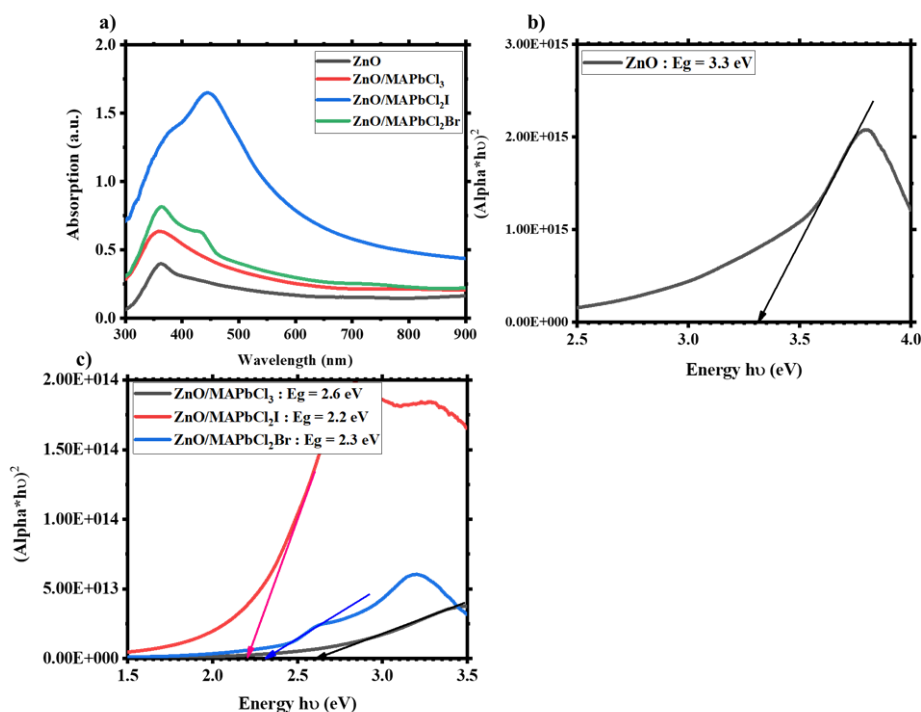 a)
2.0
1.5
1.0
0.5
0.0
Absorption (a.u.)
ZnO
ZnO/MAPbCl₃
ZnO/MAPbCl₂I
ZnO/MAPbCl₂Br
300 400 500 600 700 800 900
Wavelength (nm)
b)
3.00E+015
2.00E+015
1.00E+015
0.00E+000
(Alpha*hυ)²
ZnO : Eg = 3.3 eV
2.5 3.0 3.5 4.0
Energy hυ (eV)
c)
2.00E+014
1.50E+014
1.00E+014
5.00E+013
0.00E+000
(Alpha*hυ)²
ZnO/MAPbCl₃ : Eg = 2.6 eV
ZnO/MAPbCl₂I : Eg = 2.2 eV
ZnO/MAPbCl₂Br : Eg = 2.3 eV
1.5 2.0 2.5 3.0 3.5
Energy hυ (eV)